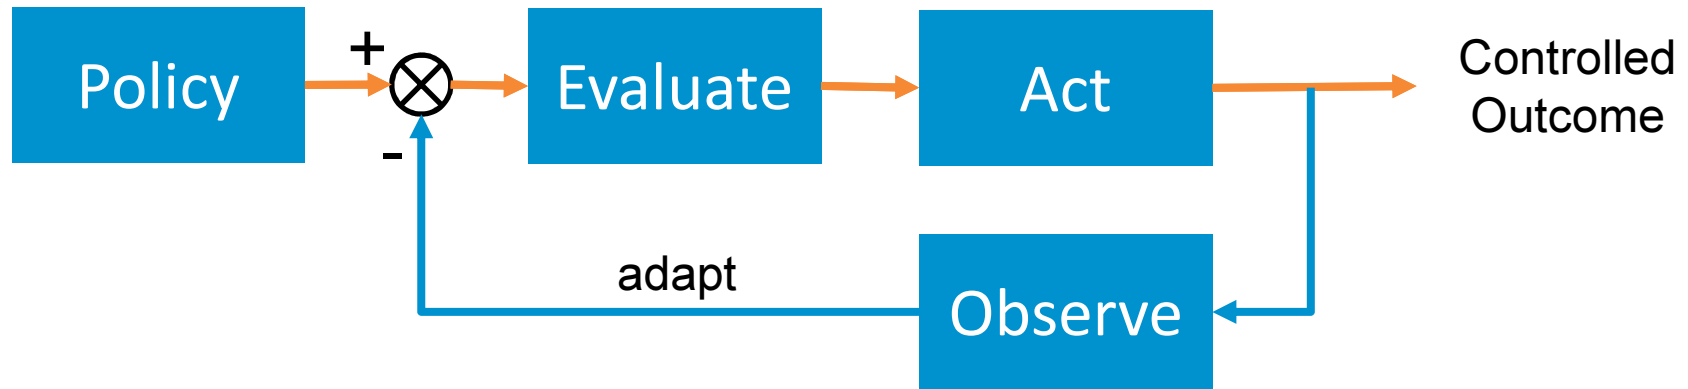 Policy
+
-
Evaluate
Act
Controlled
Outcome
adapt
Observe